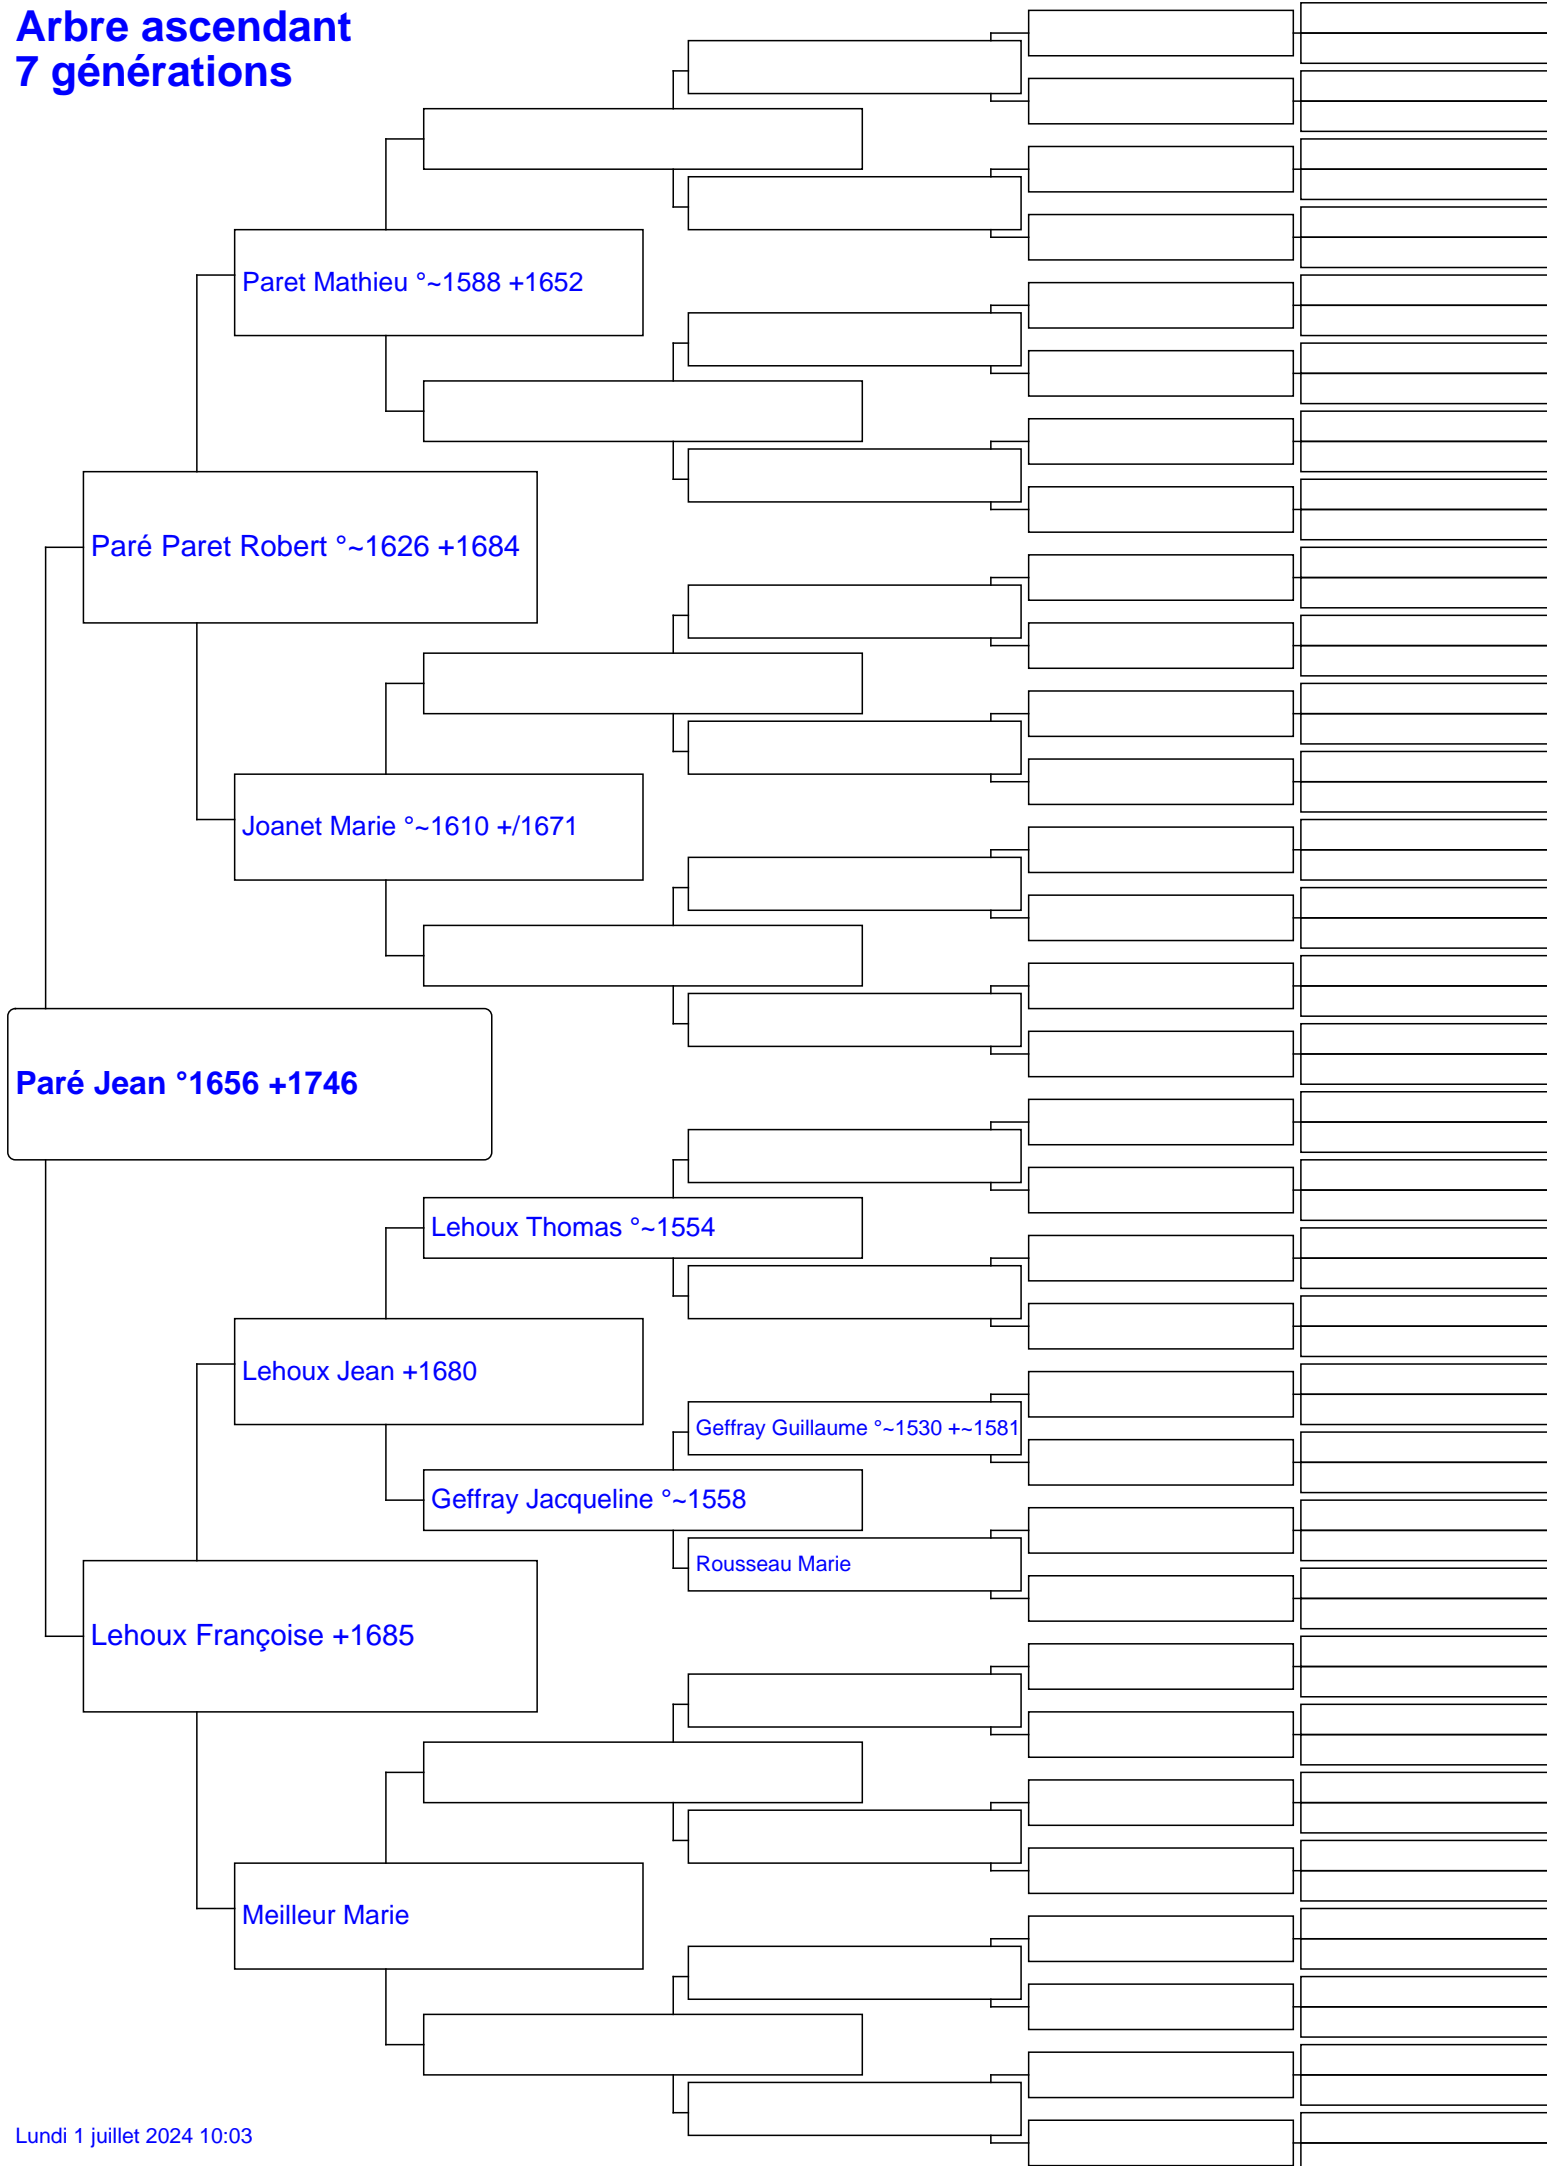 Arbre ascendant
7 générations
Paret Mathieu °~1588 +1652
Paré Paret Robert °~1626 +1684
Joanet Marie °~1610 +/1671
Paré Jean °1656 +1746
Lehoux Thomas °~1554
Lehoux Jean +1680
Geffray Guillaume °~1530 +~1581
Geffray Jacqueline °~1558
Rousseau Marie
Lehoux Françoise +1685
Meilleur Marie
Lundi 1 juillet 2024 10:03